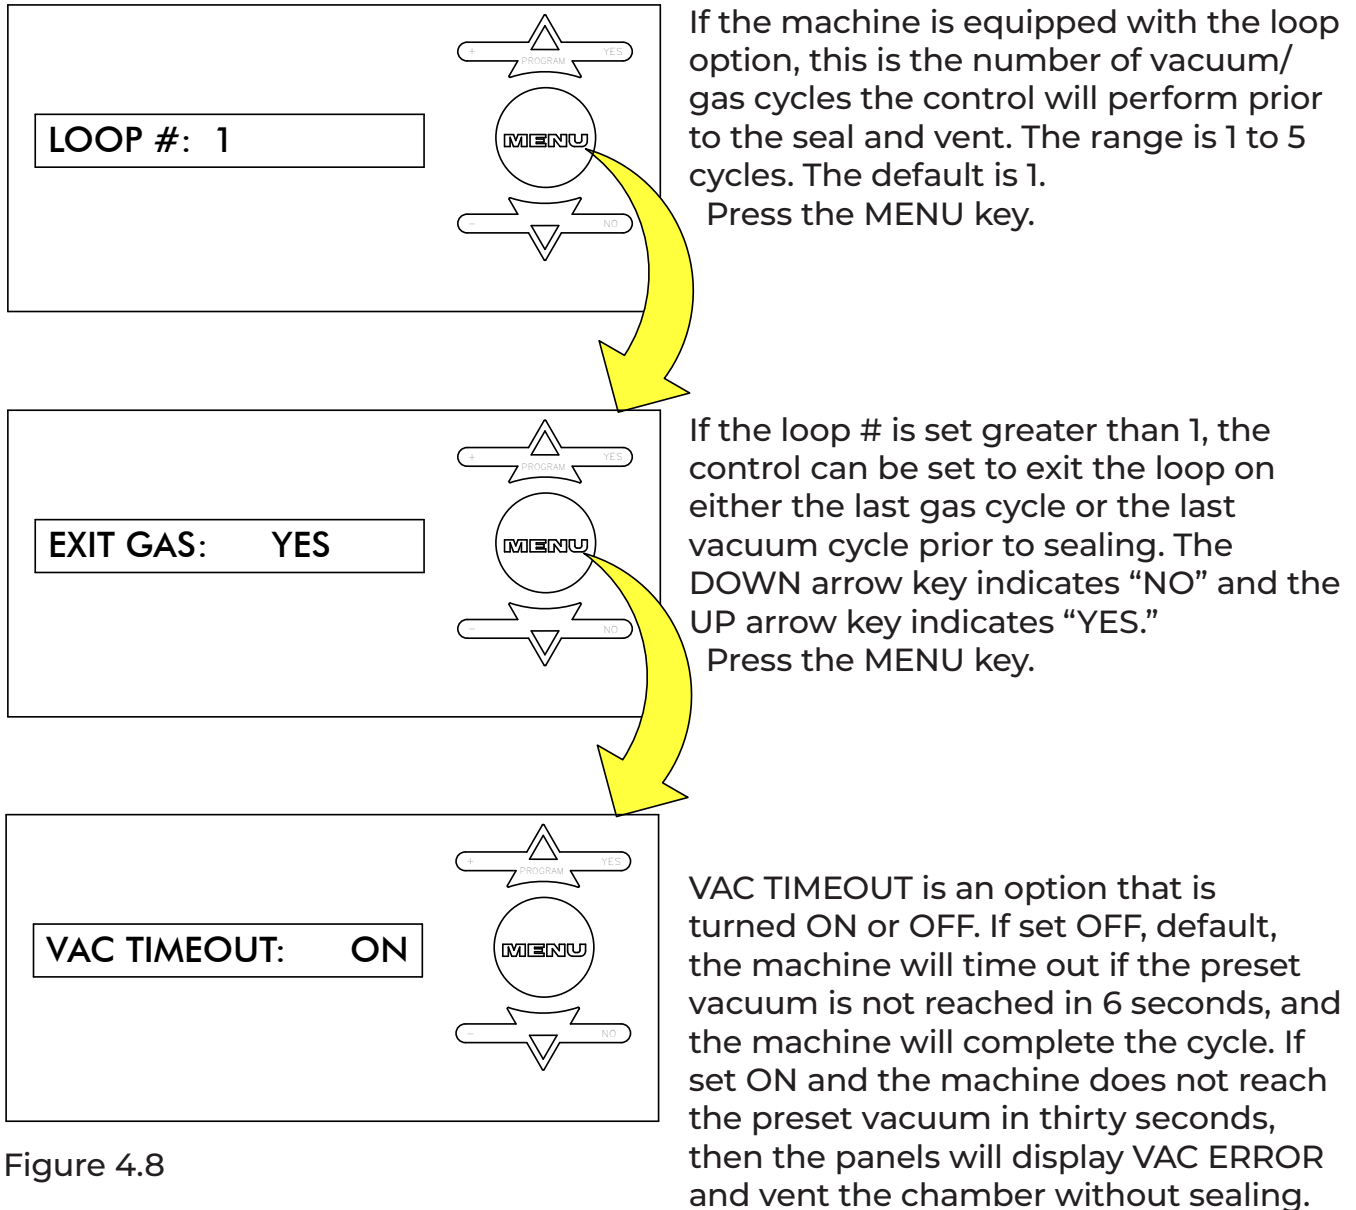 LOOP #: 1
+ YES
PROGRAM
MENU
- NO
If the machine is equipped with the loop
option, this is the number of vacuum/
gas cycles the control will perform prior
to the seal and vent. The range is 1 to 5
cycles. The default is 1.
Press the MENU key.
EXIT GAS: YES
+ YES
PROGRAM
MENU
- NO
If the loop # is set greater than 1, the
control can be set to exit the loop on
either the last gas cycle or the last
vacuum cycle prior to sealing. The
DOWN arrow key indicates “NO” and the
UP arrow key indicates “YES.”
Press the MENU key.
VAC TIMEOUT: ON
+ YES
PROGRAM
MENU
- NO
VAC TIMEOUT is an option that is
turned ON or OFF. If set OFF, default,
the machine will time out if the preset
vacuum is not reached in 6 seconds, and
the machine will complete the cycle. If
set ON and the machine does not reach
the preset vacuum in thirty seconds,
then the panels will display VAC ERROR
and vent the chamber without sealing.
Figure 4.8